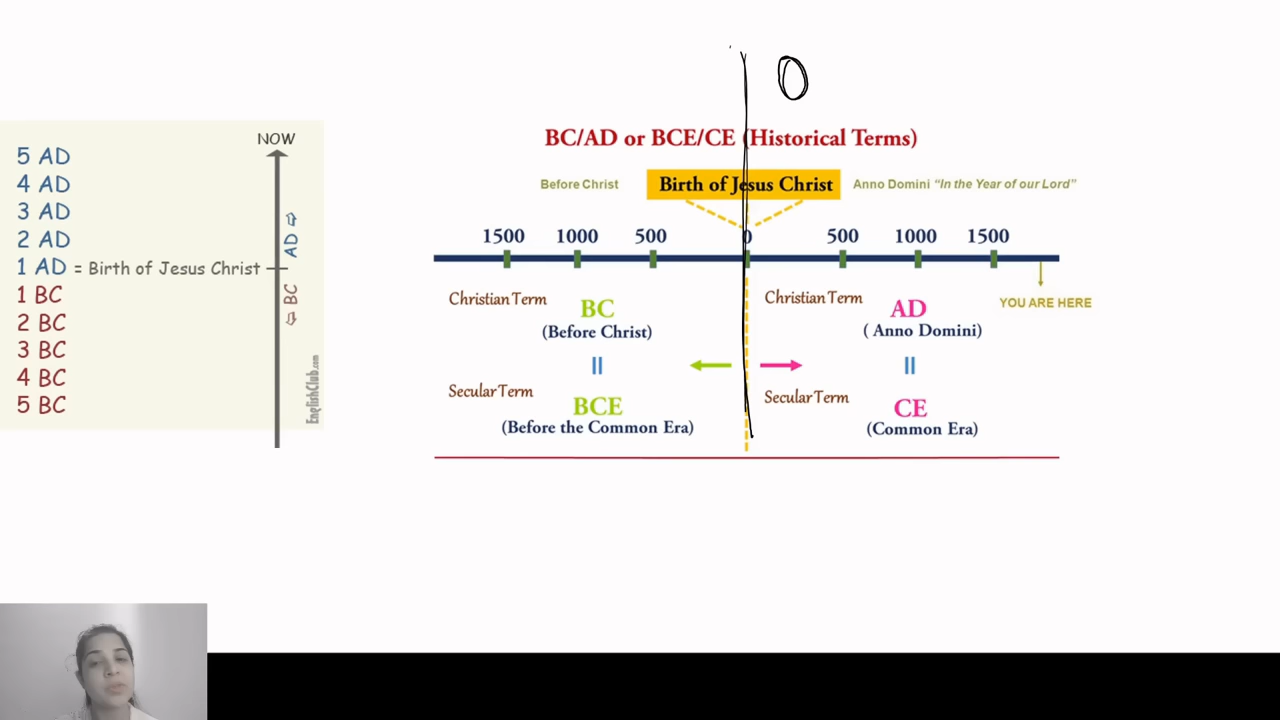 5 AD
4 AD
3 AD
2 AD
1 AD = Birth of Jesus Christ
1 BC
2 BC
3 BC
4 BC
5 BC
NOW
AD
BC
EnglishClub.com
0
BC/AD or BCE/CE (Historical Terms)
Before Christ Birth of Jesus Christ Anno Domini "In the Year of our Lord"
1500 1000 500 0 500 1000 1500
Christian Term Christian Term YOU ARE HERE
BC AD
(Before Christ) ( Anno Domini)
Secular Term Secular Term
BCE CE
(Before the Common Era) (Common Era)